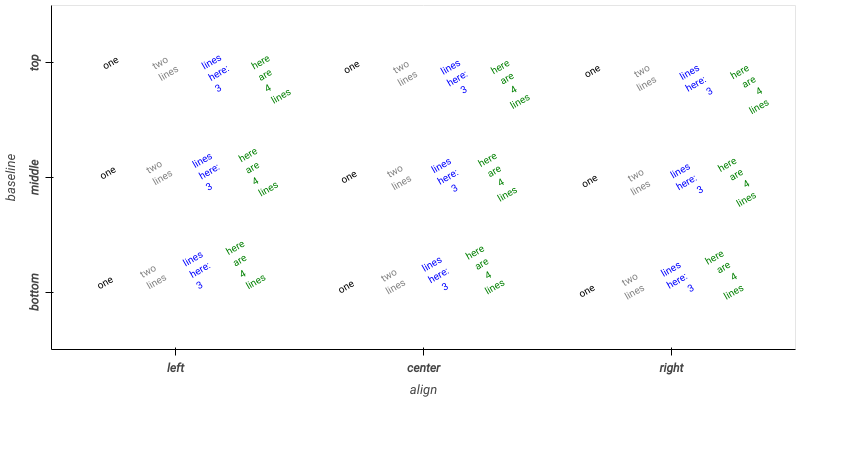 baseline
top
one
two
lines
lines
here:
3
here
are
4
lines
one
two
lines
lines
here:
3
here
are
4
lines
one
two
lines
lines
here:
3
here
are
4
lines
middle
one
two
lines
lines
here:
3
here
are
4
lines
one
two
lines
lines
here:
3
here
are
4
lines
one
two
lines
lines
here:
3
here
are
4
lines
bottom
one
two
lines
lines
here:
3
here
are
4
lines
one
two
lines
lines
here:
3
here
are
4
lines
one
two
lines
lines
here:
3
here
are
4
lines
left
center
right
align